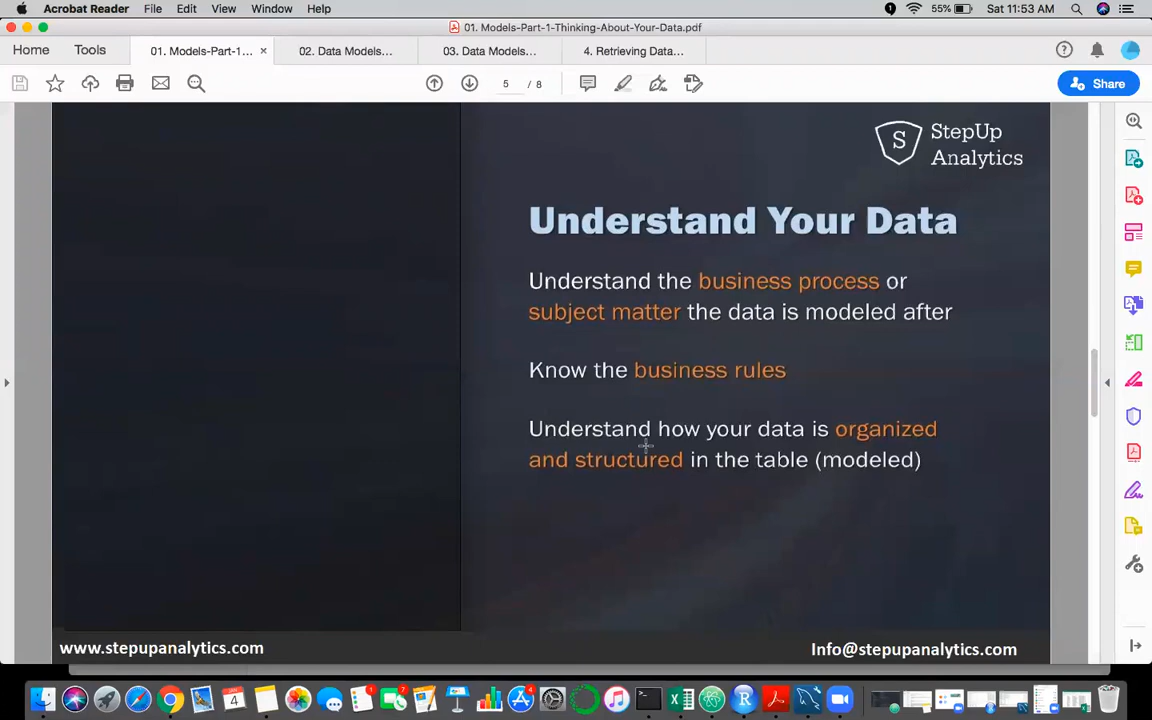 Acrobat Reader File Edit View Window Help
1 55% Sat 11:53 AM
01. Models-Part-1-Thinking-About-Your-Data.pdf
Home Tools 01. Models-Part-1... × 02. Data Models... 03. Data Models... 4. Retrieving Data...
5 / 8 Share
S StepUp
Analytics
Understand Your Data
Understand the business process or
subject matter the data is modeled after
Know the business rules
Understand how your data is organized
and structured in the table (modeled)
www.stepupanalytics.com Info@stepupanalytics.com